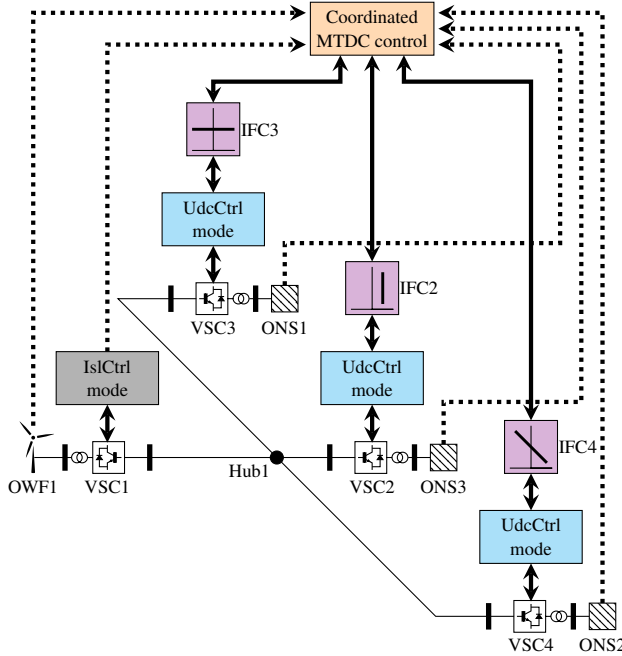 Coordinated
MTDC control
IFC3
UdcCtrl
mode
VSC3
ONS1
IFC2
IslCtrl
mode
UdcCtrl
mode
IFC4
OWF1
VSC1
Hub1
VSC2
ONS3
UdcCtrl
mode
VSC4
ONS2